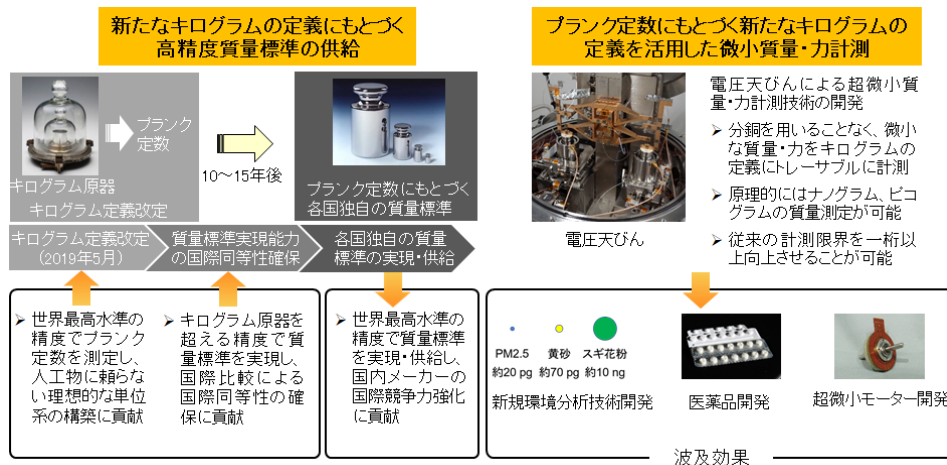 新たなキログラムの定義にもとづく
高精度質量標準の供給
プランク
定数
キログラム原器
キログラム定義改定
10～15年後
プランク定数にもとづく
各国独自の質量標準
キログラム定義改定
(2019年5月)
質量標準実現能力
の国際同等性確保
各国独自の質量
標準の実現・供給
➢ 世界最高水準の
精度でプランク
定数を測定し、
人工物に頼ら
ない理想的な単位
系の構築に貢献
➢ キログラム原器を
超える精度で質
量標準を実現し、
国際比較による
国際同等性の確
保に貢献
➢ 世界最高水準の
精度で質量標準
を実現・供給し、
国内メーカーの
国際競争力強化
に貢献
プランク定数にもとづく新たなキログラムの
定義を活用した微小質量・力計測
電圧天びん
電圧天びんによる超微小質
量・力計測技術の開発
➢ 分銅を用いることなく、微小
な質量・力をキログラムの
定義にトレーサブルに計測
➢ 原理的にはナノグラム、ピコ
グラムの質量測定が可能
➢ 従来の計測限界を一桁以
上向上させることが可能
PM2.5 黄砂 スギ花粉
約20 pg 約70 pg 約10 ng
新規環境分析技術開発
医薬品開発
超微小モーター開発
波及効果